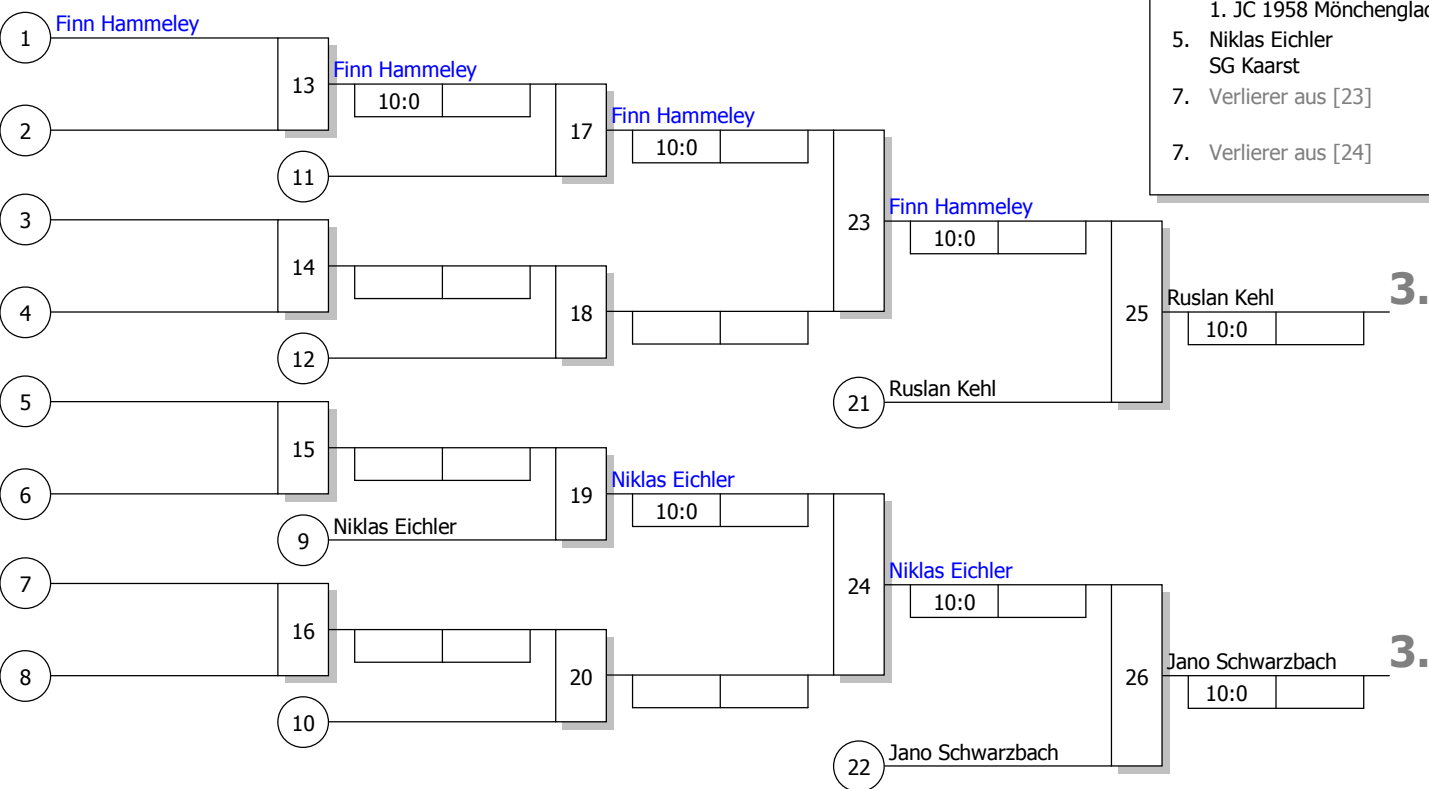 1. JC 1958 Mönchenglad
5. Niklas Eichler
SG Kaarst
7. Verlierer aus [23]
7. Verlierer aus [24]
1 Finn Hammeley
13 Finn Hammeley
10:0
2
17 Finn Hammeley
10:0
11
3
23 Finn Hammeley
10:0
14
4
18
25 Ruslan Kehl 3.
10:0
12
5
21 Ruslan Kehl
15
6
19 Niklas Eichler
10:0
9 Niklas Eichler
7
24 Niklas Eichler
10:0
16
8
20
26 Jano Schwarzbach 3.
10:0
10
22 Jano Schwarzbach